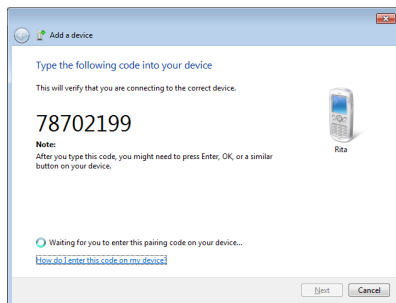 Add a device
Type the following code into your device
This will verify that you are connecting to the correct device.
78702199
Note:
After you type this code, you might need to press Enter, OK, or a similar
button on your device.
Rita
Waiting for you to enter this pairing code on your device...
How do I enter this code on my device?
Next Cancel